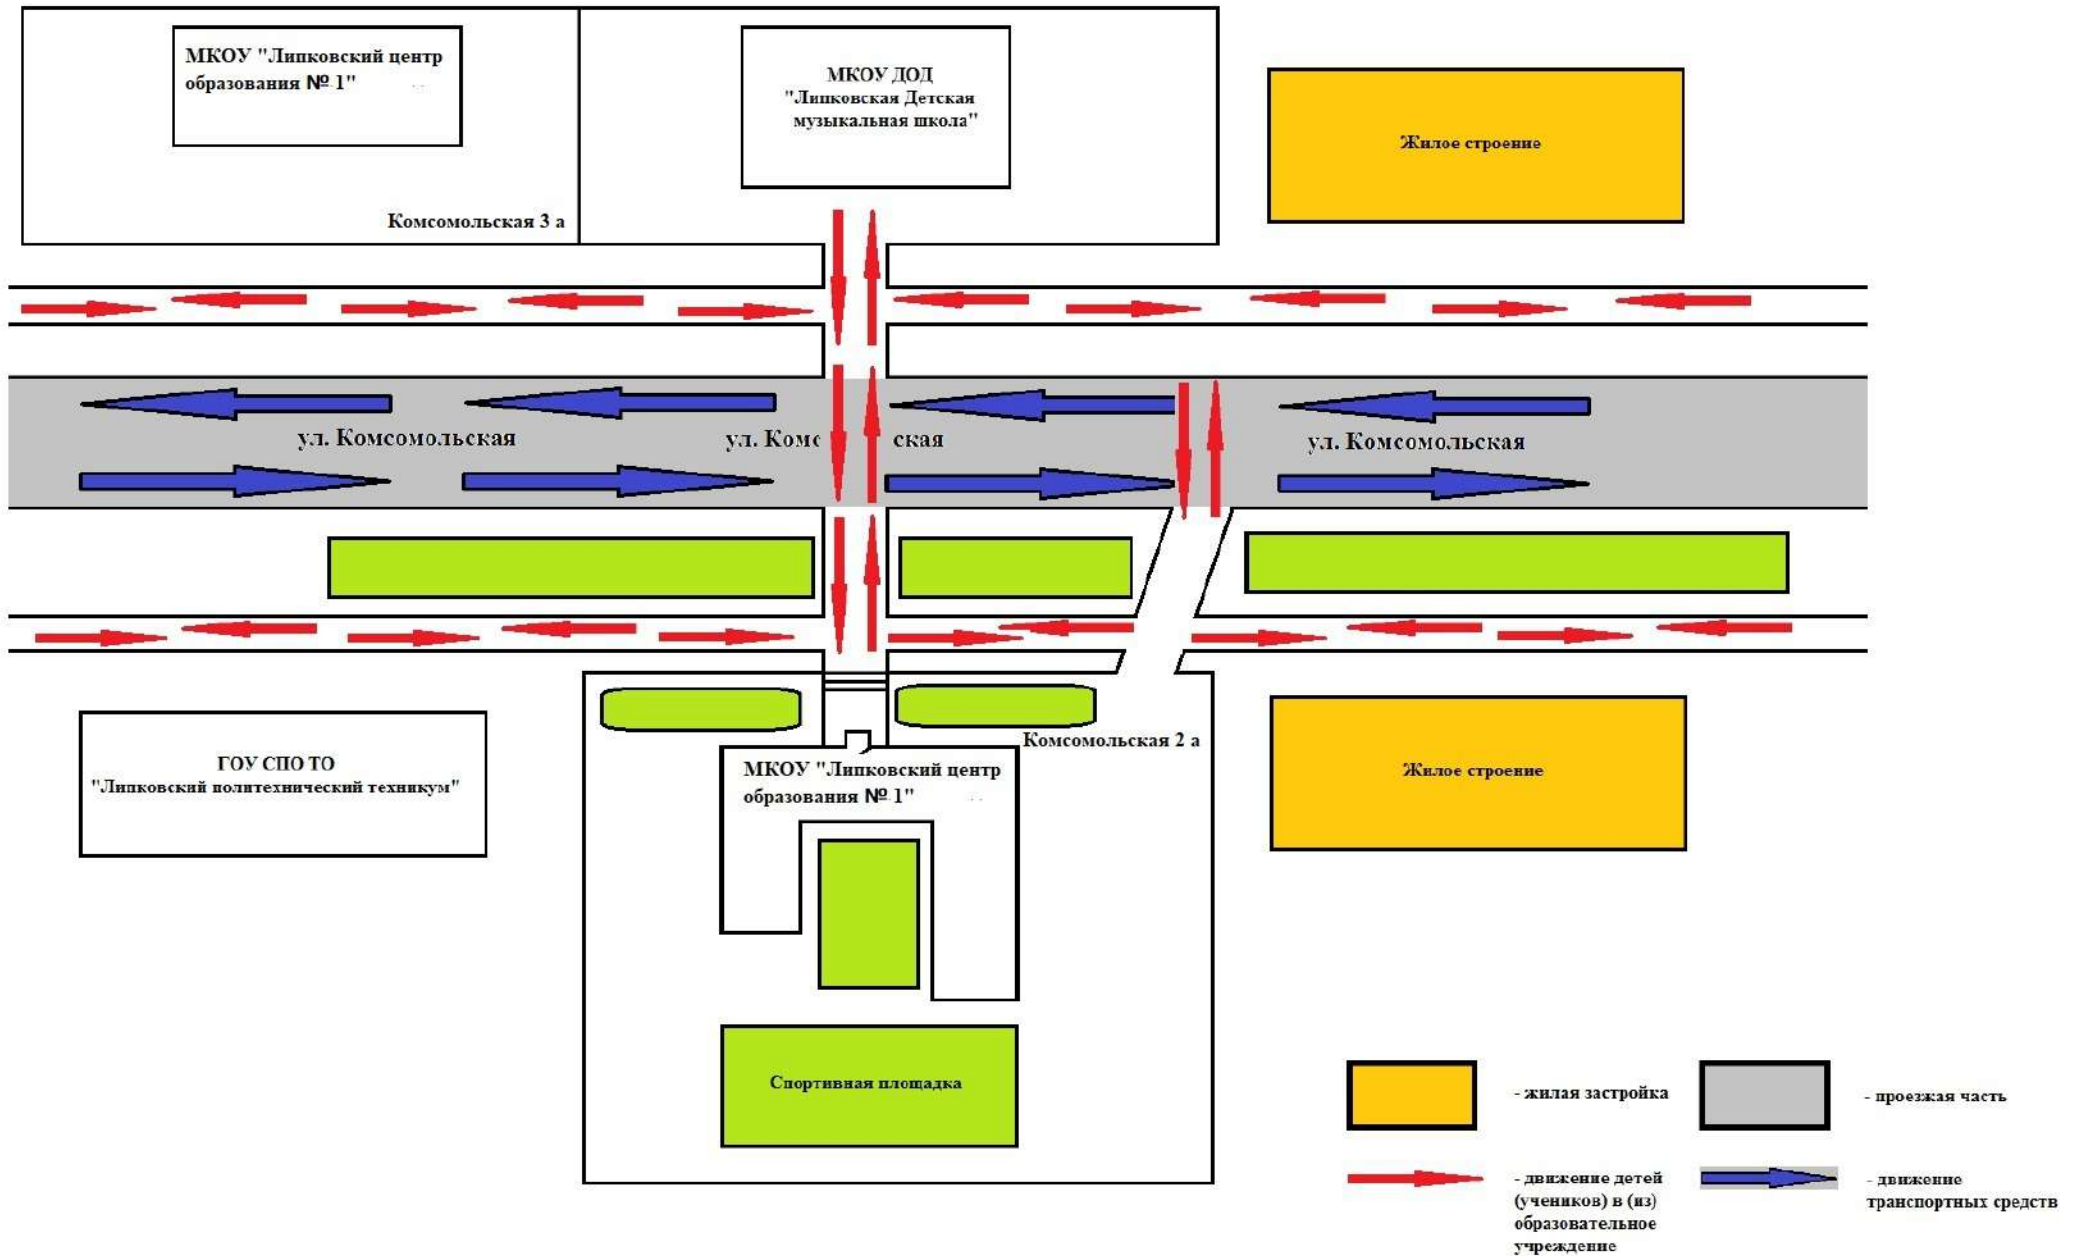 МКОУ "Липковский центр
образования № 1"
МКОУ ДОД
"Липковская Детская
музыкальная школа"
Жилое строение
Комсомольская 3 а
ул. Комсомольская
ул. Комс ская
ул. Комсомольская
Комсомольская 2 а
ГОУ СПО ТО
"Липковский политехнический техникум"
МКОУ "Липковский центр
образования № 1"
Жилое строение
Спортивная площадка
- жилая застройка
- проезжая часть
- движение детей
(учеников) в (из)
образовательное
учреждение
- движение
транспортных средств